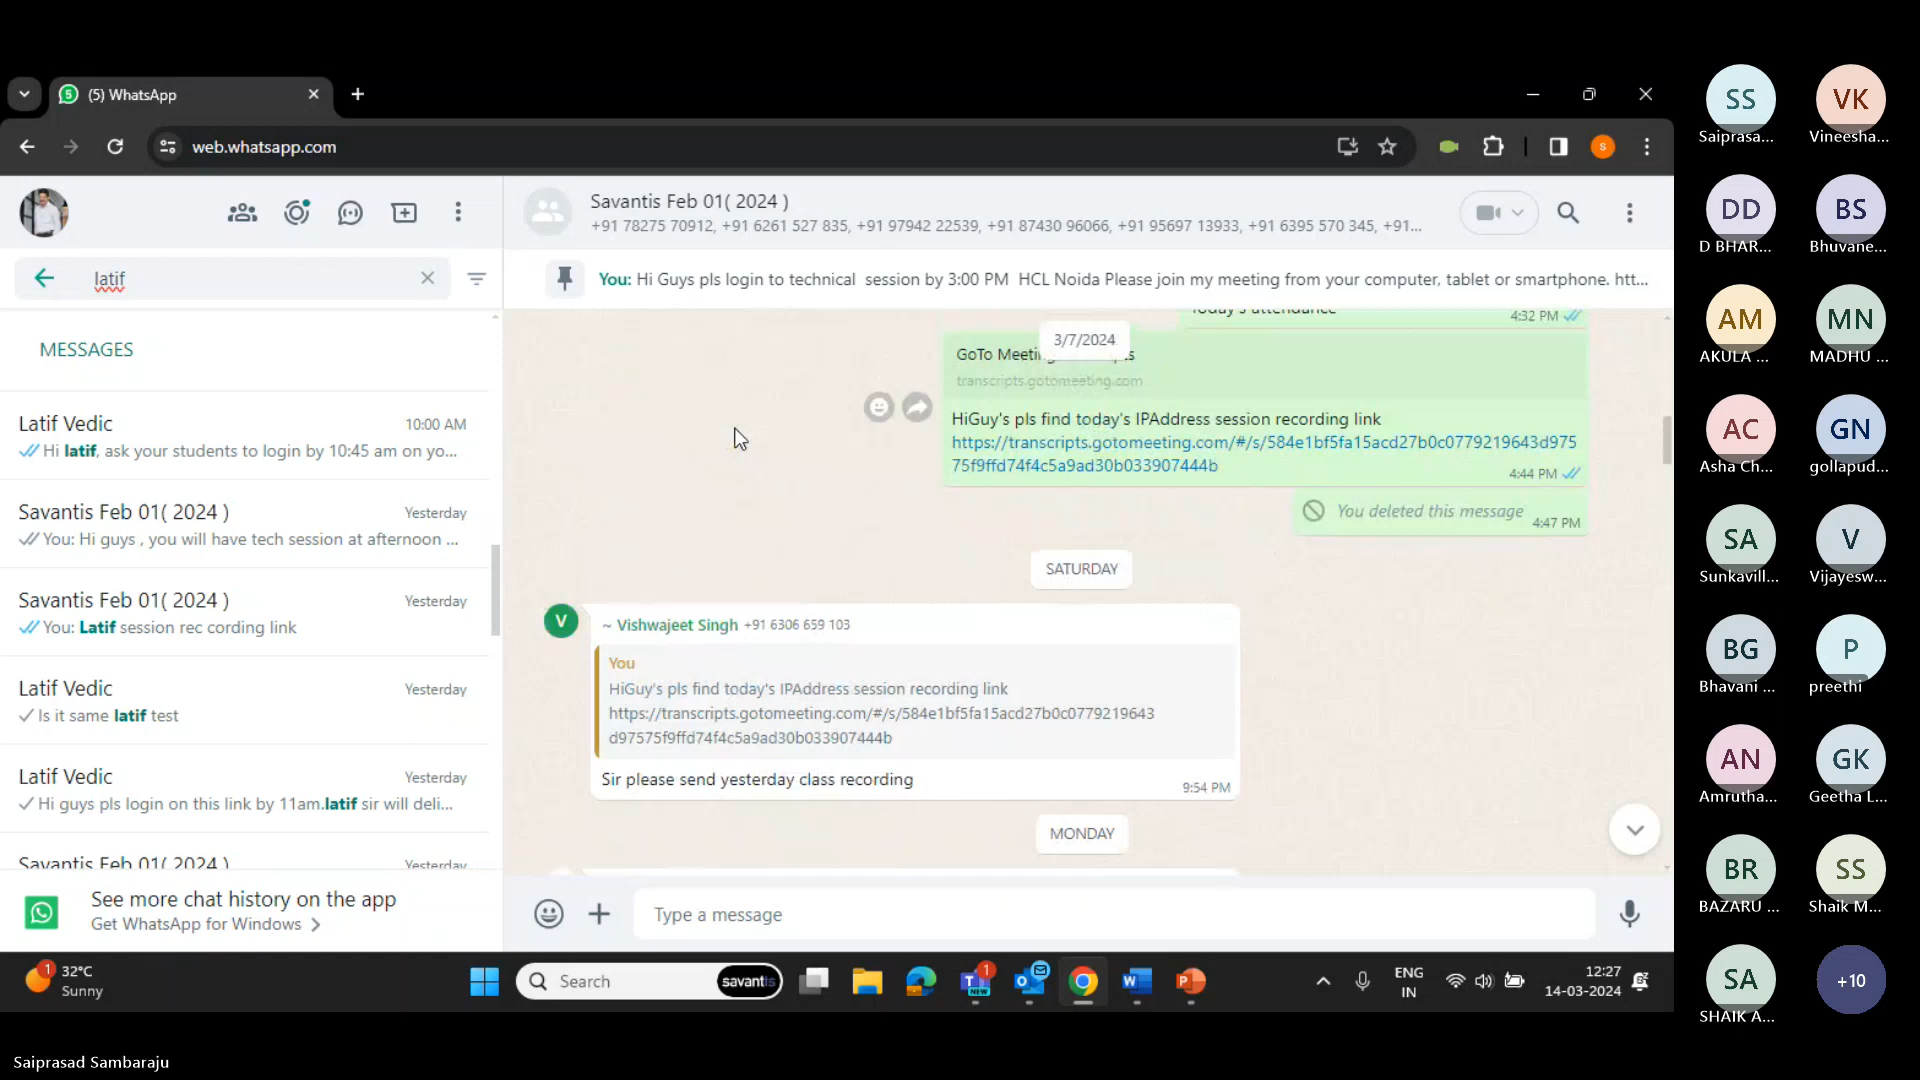 (5) WhatsApp
web.whatsapp.com
S
latif
MESSAGES
Latif Vedic 10:00 AM
Hi latif, ask your students to login by 10:45 am on yo...
Savantis Feb 01( 2024 ) Yesterday
You: Hi guys , you will have tech session at afternoon ...
Savantis Feb 01( 2024 ) Yesterday
You: Latif session rec cording link
Latif Vedic Yesterday
Is it same latif test
Latif Vedic Yesterday
Hi guys pls login on this link by 11am.latif sir will deli...
Savantis Feb 01( 2024 ) Yesterday
See more chat history on the app
Get WhatsApp for Windows
Savantis Feb 01( 2024 )
+91 78275 70912, +91 6261 527 835, +91 97942 22539, +91 87430 96066, +91 95697 13933, +91 6395 570 345, +91...
You: Hi Guys pls login to technical session by 3:00 PM HCL Noida Please join my meeting from your computer, tablet or smartphone. htt...
Today's attendance 4:32 PM
3/7/2024
GoTo Meeti
transcripts.gotomeeting.com
HiGuy's pls find today's IPAddress session recording link
https://transcripts.gotomeeting.com/#/s/584e1bf5fa15acd27b0c0779219643d975
75f9ffd74f4c5a9ad30b033907444b
4:44 PM
You deleted this message 4:47 PM
SATURDAY
V
~ Vishwajeet Singh +91 6306 659 103
You
HiGuy's pls find today's IPAddress session recording link
https://transcripts.gotomeeting.com/#/s/584e1bf5fa15acd27b0c0779219643
d97575f9ffd74f4c5a9ad30b033907444b
Sir please send yesterday class recording
9:54 PM
MONDAY
Type a message
1
32°C
Sunny
Search
savantis
1
NEW
ENG
IN
12:27
14-03-2024
SS VK
Saiprasa... Vineesha...
DD BS
D BHAR... Bhuvane...
AM MN
AKULA ... MADHU ...
AC GN
Asha Ch... gollapud...
SA V
Sunkavill... Vijayesw...
BG P
Bhavani ... preethi
AN GK
Amrutha... Geetha L...
BR SS
BAZARU ... Shaik M...
SA +10
SHAIK A...
Saiprasad Sambaraju